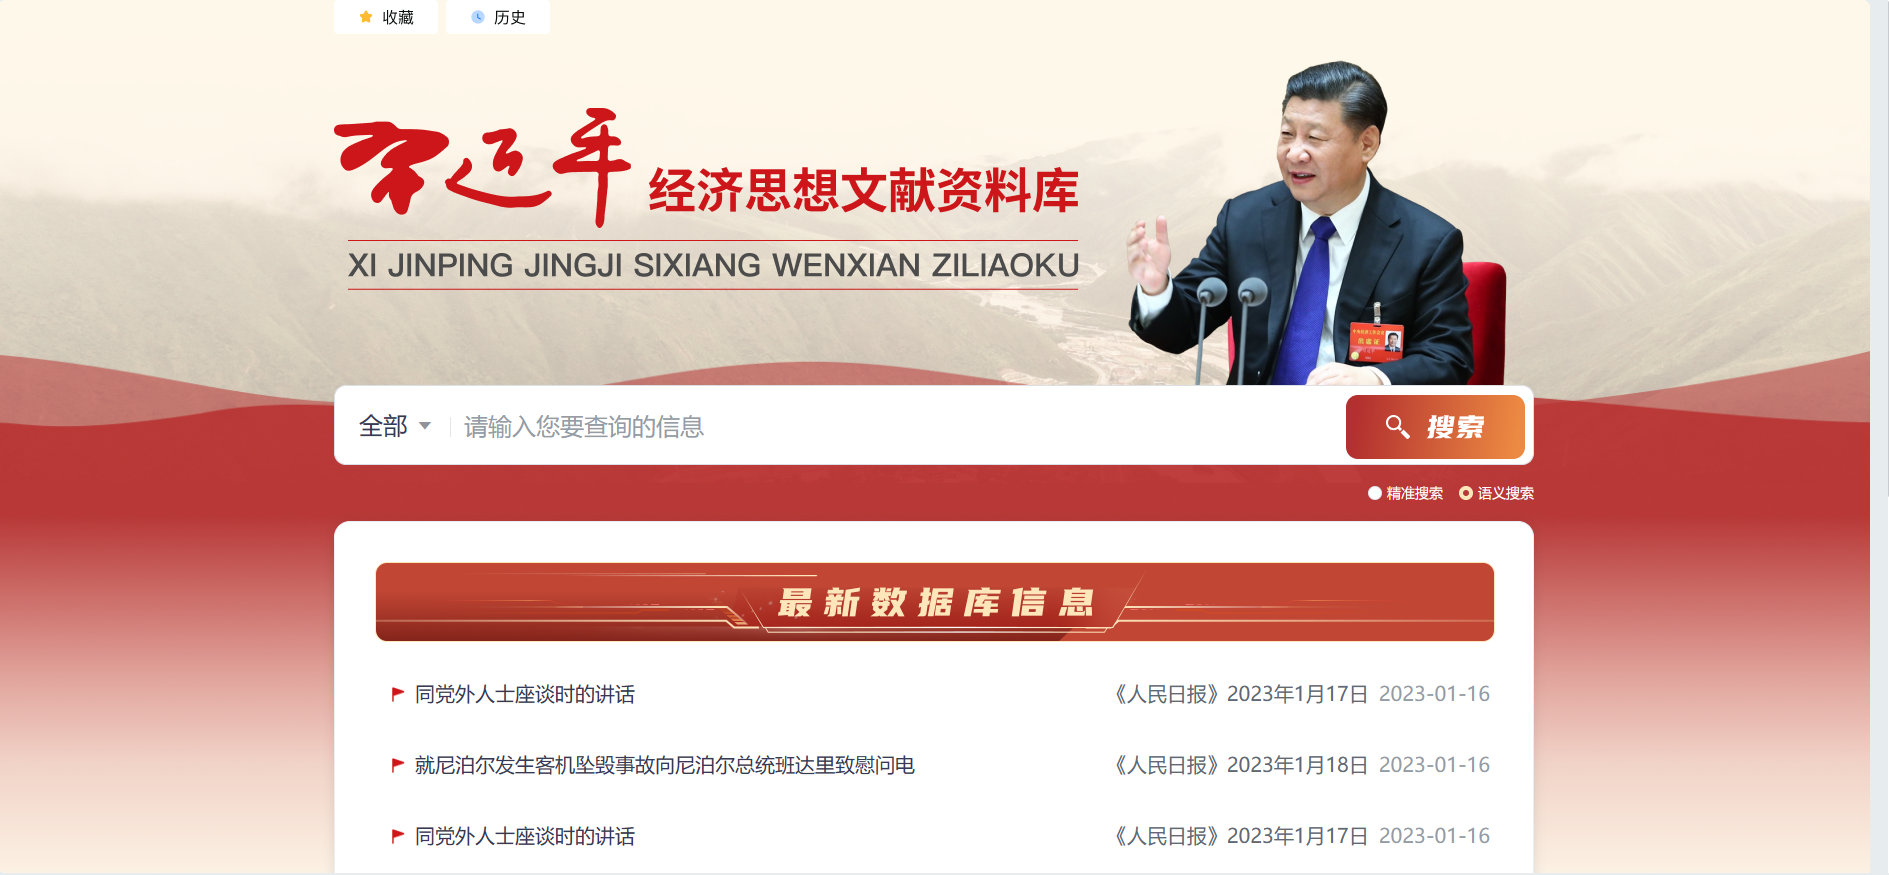 收藏 历史
习近平 经济思想文献资料库
XI JINPING JINGJI SIXIANG WENXIAN ZILIAOKU
全部 请输入您要查询的信息 搜索
精准搜索 语义搜索
最新数据库信息
同党外人士座谈时的讲话 《人民日报》2023年1月17日 2023-01-16
就尼泊尔发生客机坠毁事故向尼泊尔总统班达里致慰问电 《人民日报》2023年1月18日 2023-01-16
同党外人士座谈时的讲话 《人民日报》2023年1月17日 2023-01-16